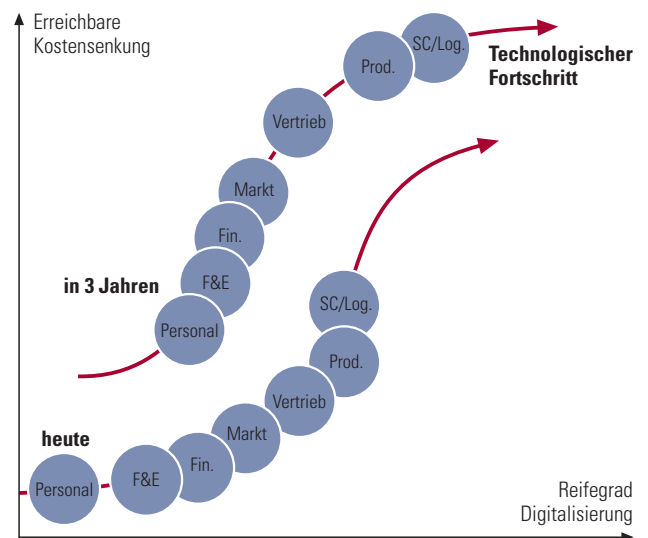 Erreichbare
Kostensenkung
SC/Log.
Prod.
Technologischer
Fortschritt
Vertrieb
Markt
Fin.
in 3 Jahren
F&E
Personal
SC/Log.
Prod.
Vertrieb
Markt
heute
Fin.
F&E
Personal
Reifegrad
Digitalisierung